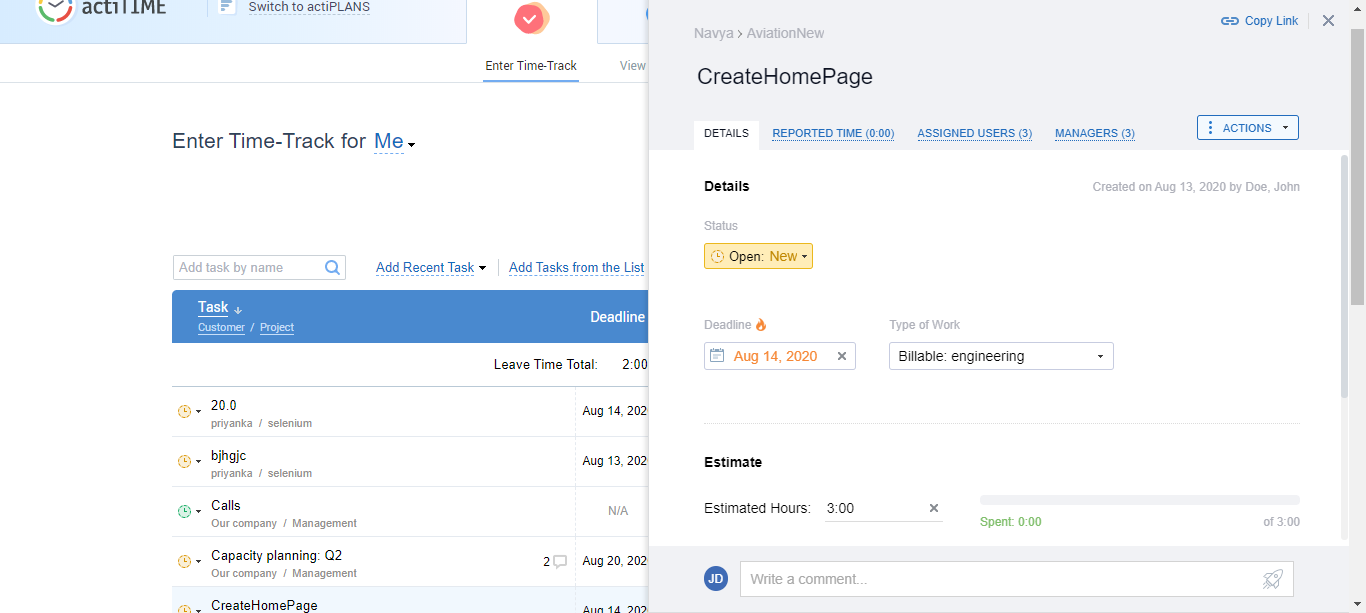 actiTIME
Switch to actiPLANS
Enter Time-Track
View
Enter Time-Track for Me
Add task by name
Add Recent Task
Add Tasks from the List
Task
Customer / Project
Deadline
Leave Time Total: 2:00
20.0
priyanka / selenium
Aug 14, 202
bjhgjc
priyanka / selenium
Aug 13, 202
Calls
Our company / Management
N/A
Capacity planning: Q2
Our company / Management
2
Aug 20, 202
CreateHomePage
Aug 14, 202
Copy Link
Navya > AviationNew
CreateHomePage
DETAILS
REPORTED TIME (0:00)
ASSIGNED USERS (3)
MANAGERS (3)
ACTIONS
Details
Created on Aug 13, 2020 by Doe, John
Status
Open: New
Deadline
Type of Work
Aug 14, 2020
Billable: engineering
Estimate
Estimated Hours: 3:00
Spent: 0:00
of 3:00
JD
Write a comment...